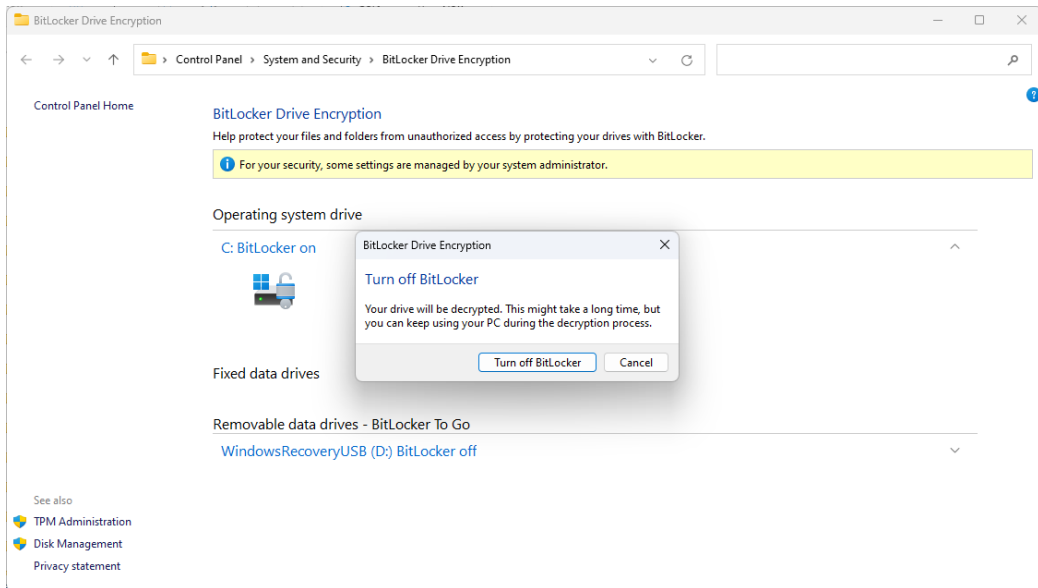 BitLocker Drive Encryption
Control Panel > System and Security > BitLocker Drive Encryption
Control Panel Home
BitLocker Drive Encryption
Help protect your files and folders from unauthorized access by protecting your drives with BitLocker.
For your security, some settings are managed by your system administrator.
Operating system drive
C: BitLocker on
BitLocker Drive Encryption
Turn off BitLocker
Your drive will be decrypted. This might take a long time, but
you can keep using your PC during the decryption process.
Turn off BitLocker Cancel
Fixed data drives
Removable data drives - BitLocker To Go
WindowsRecoveryUSB (D:) BitLocker off
See also
TPM Administration
Disk Management
Privacy statement